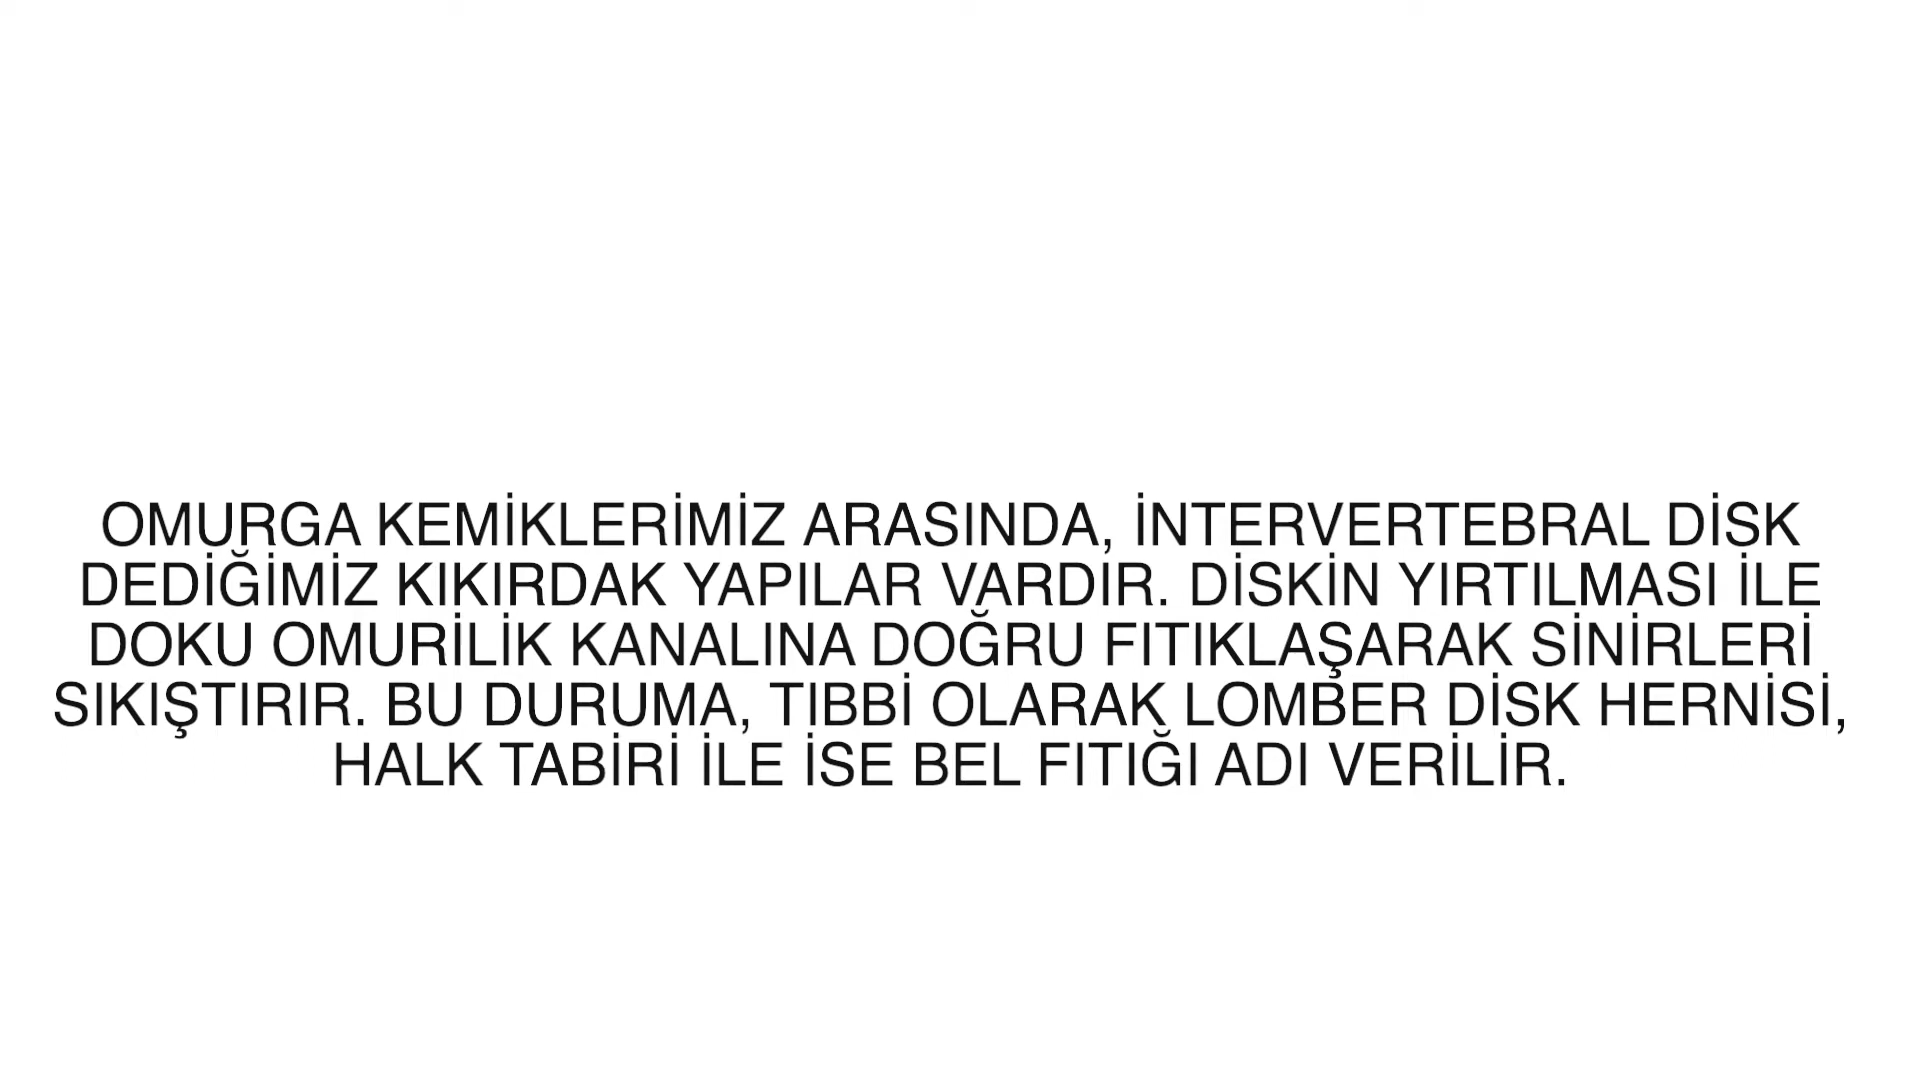 OMURGA KEMİKLERİMİZ ARASINDA, İNTERVERTEBRAL DİSK
DEDİĞİMİZ KIKIRDAK YAPILAR VARDIR. DİSKİN YIRTILMASI İLE
DOKU OMURİLİK KANALINA DOĞRU FITIKLAŞARAK SİNİRLERİ
SIKIŞTIRIR. BU DURUMA, TIBBİ OLARAK LOMBER DİSK HERNİSİ,
HALK TABİRİ İLE İSE BEL FITIĞI ADI VERİLİR.